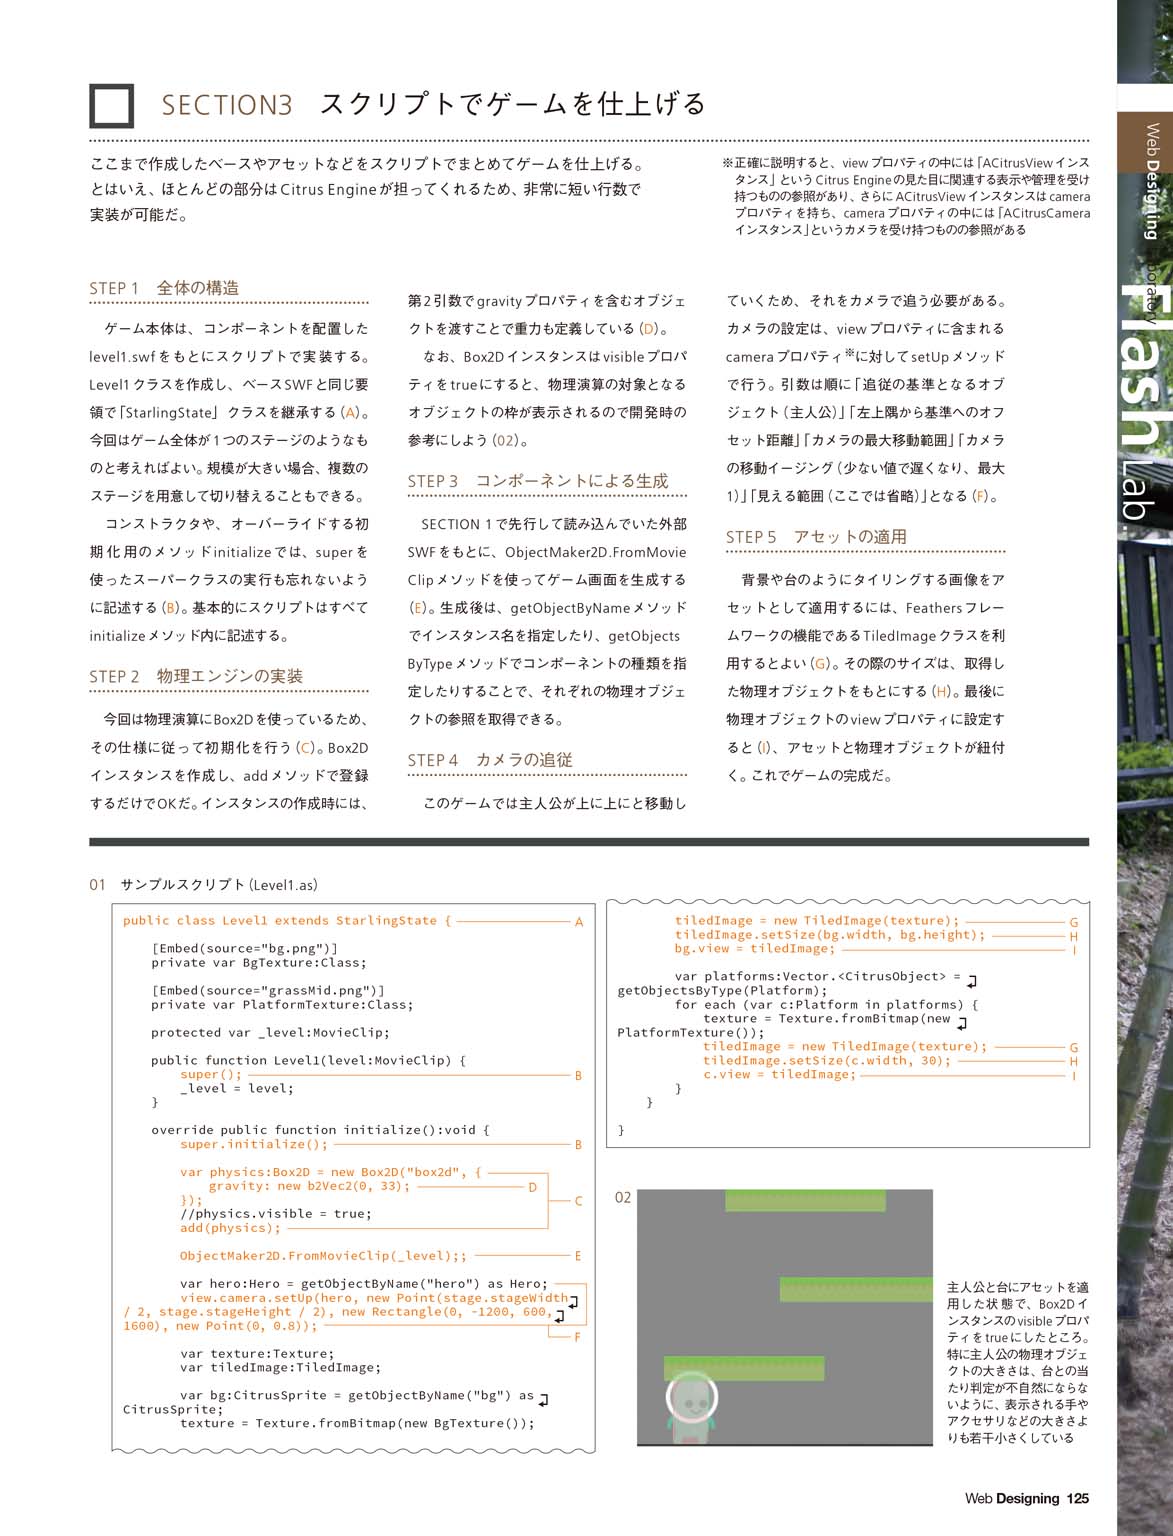 SECTION3 スクリプトでゲームを仕上げる
ここまで作成したベースやアセットなどをスクリプトでまとめてゲームを仕上げる。
とはいえ、ほとんどの部分はCitrus Engineが担ってくれるため、非常に短い行数で
実装が可能だ。
※正確に説明すると、viewプロパティの中には「ACitrusViewインス
タンス」というCitrus Engineの見た目に関連する表示や管理を受け
持つものの参照があり、さらにACitrusViewインスタンスはcamera
プロパティを持ち、cameraプロパティの中には「ACitrusCamera
インスタンス」というカメラを受け持つものの参照がある
STEP 1 全体の構造
ゲーム本体は、コンポーネントを配置した
level1.swfをもとにスクリプトで実装する。
Level1クラスを作成し、ベースSWFと同じ要
領で「StarlingState」クラスを継承する(A)。
今回はゲーム全体が1つのステージのようなも
のと考えればよい。規模が大きい場合、複数の
ステージを用意して切り替えることもできる。
コンストラクタや、オーバーライドする初
期化用のメソッドinitializeでは、superを
使ったスーパークラスの実行も忘れないよう
に記述する(B)。基本的にスクリプトはすべて
initializeメソッド内に記述する。
STEP 2 物理エンジンの実装
今回は物理演算にBox2Dを使っているため、
その仕様に従って初期化を行う(C)。Box2D
インスタンスを作成し、addメソッドで登録
するだけでOKだ。インスタンスの作成時には、
第2引数でgravityプロパティを含むオブジェ
クトを渡すことで重力も定義している(D)。
なお、Box2Dインスタンスはvisibleプロパ
ティをtrueにすると、物理演算の対象となる
オブジェクトの枠が表示されるので開発時の
参考にしよう(02)。
STEP 3 コンポーネントによる生成
SECTION 1で先行して読み込んでいた外部
SWFをもとに、ObjectMaker2D.FromMovie
Clipメソッドを使ってゲーム画面を生成する
(E)。生成後は、getObjectByNameメソッド
でインスタンス名を指定したり、getObjects
ByTypeメソッドでコンポーネントの種類を指
定したりすることで、それぞれの物理オブジェ
クトの参照を取得できる。
STEP 4 カメラの追従
このゲームでは主人公が上に上にと移動し
ていくため、それをカメラで追う必要がある。
カメラの設定は、viewプロパティに含まれる
cameraプロパティ※に対してsetUpメソッド
で行う。引数は順に「追従の基準となるオブ
ジェクト(主人公)」「左上隅から基準へのオフ
セット距離」「カメラの最大移動範囲」「カメラ
の移動イージング(少ない値で遅くなり、最大
1)」「見える範囲(ここでは省略)」となる(F)。
STEP 5 アセットの適用
背景や台のようにタイリングする画像をア
セットとして適用するには、Feathersフレー
ムワークの機能であるTiledImageクラスを利
用するとよい(G)。その際のサイズは、取得し
た物理オブジェクトをもとにする(H)。最後に
物理オブジェクトのviewプロパティに設定す
ると(I)、アセットと物理オブジェクトが紐付
く。これでゲームの完成だ。
01 サンプルスクリプト(Level1.as)
public class Level1 extends StarlingState { A
[Embed(source="bg.png")]
private var BgTexture:Class;
[Embed(source="grassMid.png")]
private var PlatformTexture:Class;
protected var _level:MovieClip;
public function Level1(level:MovieClip) {
super(); B
_level = level;
}
override public function initialize():void {
super.initialize(); B
var physics:Box2D = new Box2D("box2d", {
gravity: new b2Vec2(0, 33); D
}); C
//physics.visible = true;
add(physics);
ObjectMaker2D.FromMovieClip(_level);; E
var hero:Hero = getObjectByName("hero") as Hero;
view.camera.setUp(hero, new Point(stage.stageWidth
/ 2, stage.stageHeight / 2), new Rectangle(0, -1200, 600,
1600), new Point(0, 0.8));
F
var texture:Texture;
var tiledImage:TiledImage;
var bg:CitrusSprite = getObjectByName("bg") as
CitrusSprite;
texture = Texture.fromBitmap(new BgTexture());
tiledImage = new TiledImage(texture); G
tiledImage.setSize(bg.width, bg.height); H
bg.view = tiledImage; I
var platforms:Vector.<CitrusObject> =
getObjectsByType(Platform);
for each (var c:Platform in platforms) {
texture = Texture.fromBitmap(new
PlatformTexture());
tiledImage = new TiledImage(texture); G
tiledImage.setSize(c.width, 30); H
c.view = tiledImage; I
}
}
}
02
主人公と台にアセットを適
用した状態で、Box2Dイ
ンスタンスのvisibleプロパ
ティをtrueにしたところ。
特に主人公の物理オブジェ
クトの大きさは、台との当
たり判定が不自然にならな
いように、表示される手や
アクセサリなどの大きさよ
りも若干小さくしている
Web Designing
Flash Lab.
Web Designing 125